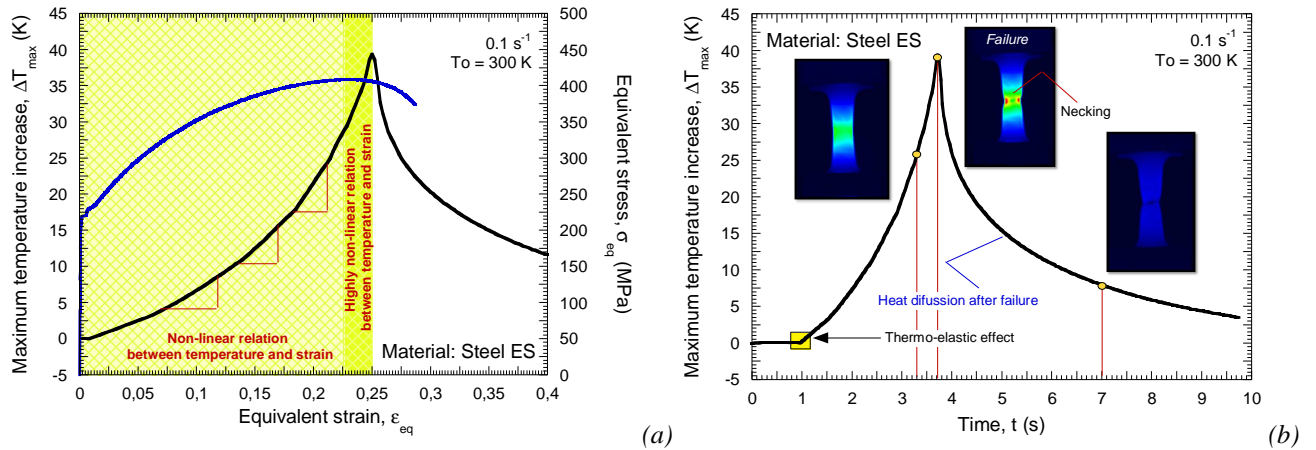 Maximum temperature increase, ΔT_max (K)
45
40
35
30
25
20
15
10
5
0
-5
0.1 s⁻¹
To = 300 K
Highly non-linear relation
between temperature and strain
Non-linear relation
between temperature and strain
Material: Steel ES
500
450
400
350
300
250
200
150
100
50
0
Equivalent stress, σ_eq (MPa)
0 0,05 0,1 0,15 0,2 0,25 0,3 0,35 0,4
Equivalent strain, ε_eq
(a)
Maximum temperature increase, ΔT_max (K)
45
40
35
30
25
20
15
10
5
0
-5
Material: Steel ES
Failure
0.1 s⁻¹
To = 300 K
Necking
Heat difussion after failure
Thermo-elastic effect
0 1 2 3 4 5 6 7 8 9 10
Time, t (s)
(b)